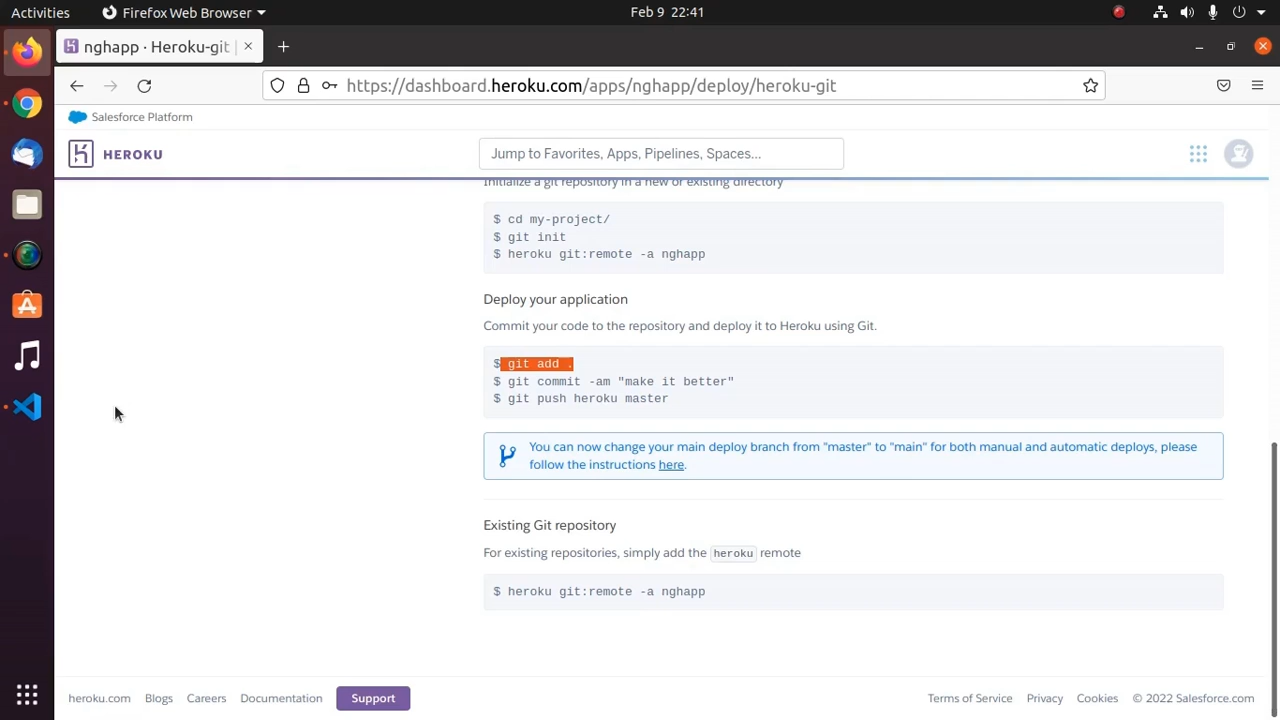 Activities
Firefox Web Browser
Feb 9 22:41
nghapp · Heroku-git
https://dashboard.heroku.com/apps/nghapp/deploy/heroku-git
Salesforce Platform
HEROKU
Jump to Favorites, Apps, Pipelines, Spaces...
Initialize a git repository in a new or existing directory
$ cd my-project/
$ git init
$ heroku git:remote -a nghapp
Deploy your application
Commit your code to the repository and deploy it to Heroku using Git.
$ git add .
$ git commit -am "make it better"
$ git push heroku master
You can now change your main deploy branch from "master" to "main" for both manual and automatic deploys, please
follow the instructions here.
Existing Git repository
For existing repositories, simply add the heroku remote
$ heroku git:remote -a nghapp
heroku.com Blogs Careers Documentation Support Terms of Service Privacy Cookies © 2022 Salesforce.com